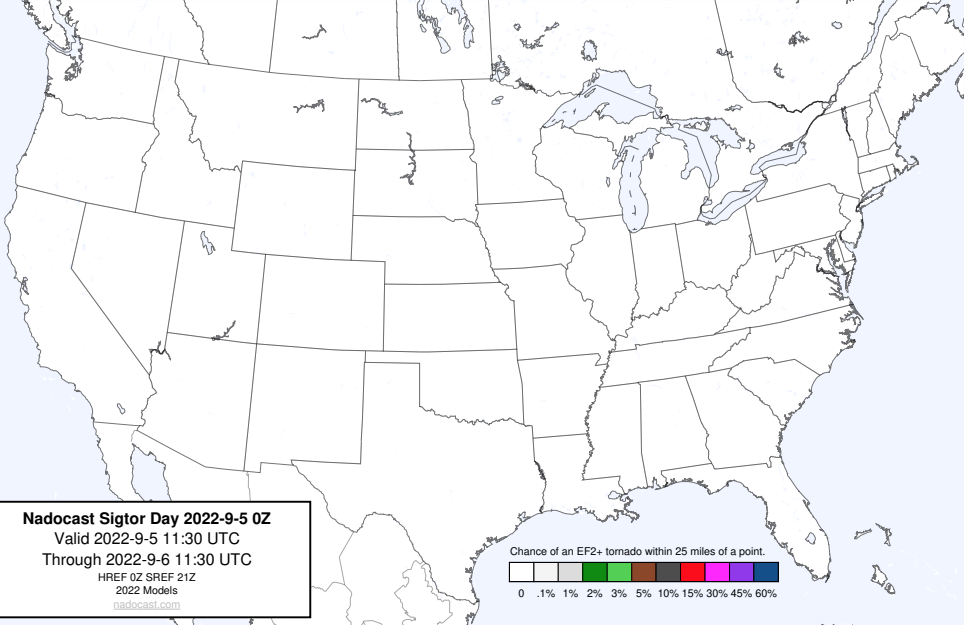 Nadocast Sigtor Day 2022-9-5 0Z
Valid 2022-9-5 11:30 UTC
Through 2022-9-6 11:30 UTC
HREF 0Z SREF 21Z
2022 Models
nadocast.com
Chance of an EF2+ tornado within 25 miles of a point.
0 .1% 1% 2% 3% 5% 10% 15% 30% 45% 60%